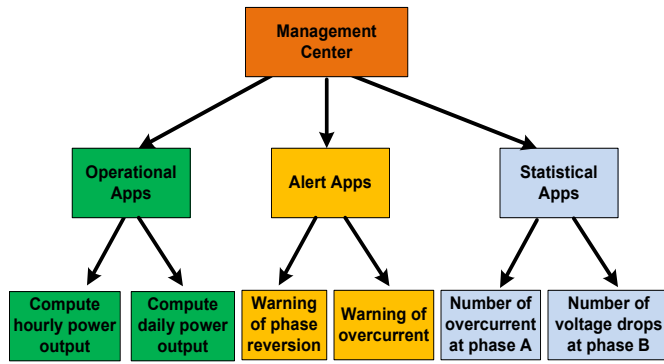 Management
Center
Operational
Apps
Alert Apps
Statistical
Apps
Compute
hourly power
output
Compute
daily power
output
Warning
of phase
reversion
Warning of
overcurrent
Number of
overcurrent
at phase A
Number of
voltage drops
at phase B